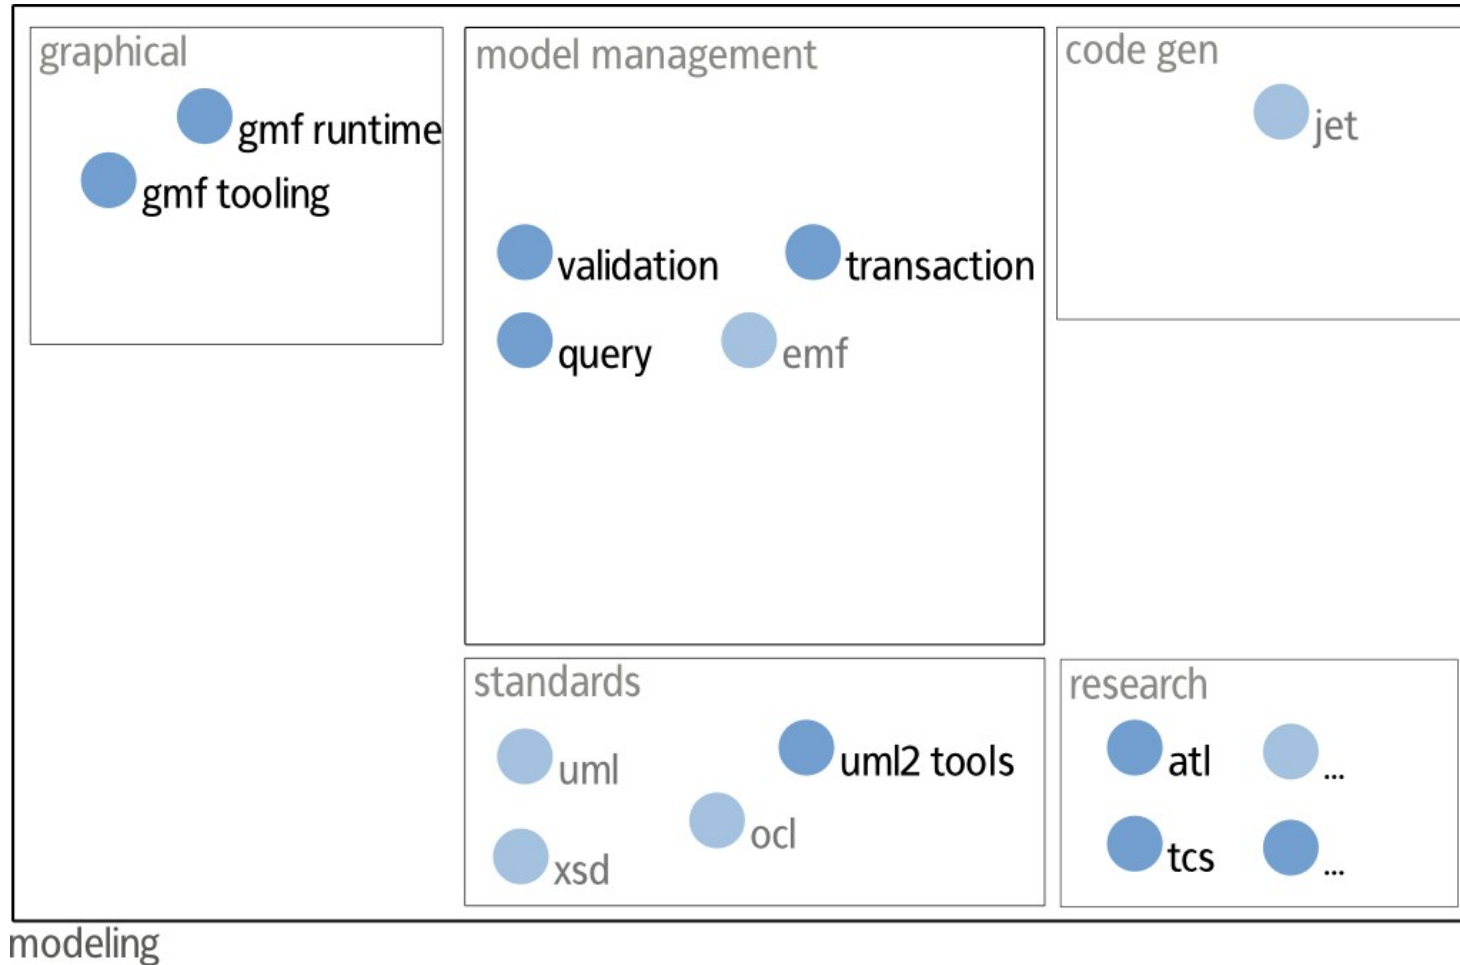 graphical
gmf runtime
gmf tooling
model management
validation
transaction
query
emf
code gen
jet
standards
uml
uml2 tools
ocl
xsd
research
atl
...
tcs
...
modeling